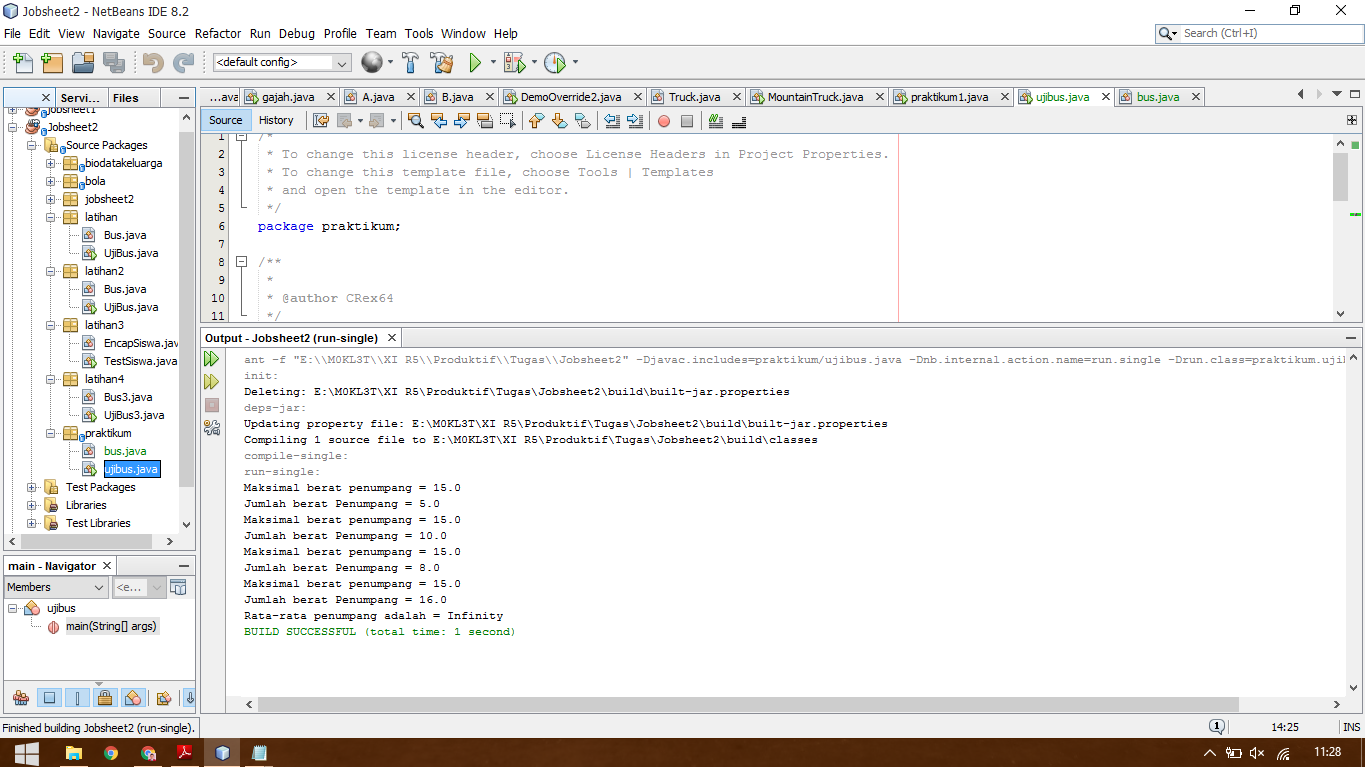 Jobsheet2 - NetBeans IDE 8.2
File Edit View Navigate Source Refactor Run Debug Profile Team Tools Window Help
Search (Ctrl+I)
<default config>
Servi... Files
...ava gajah.java A.java B.java DemoOverride2.java Truck.java MountainTruck.java praktikum1.java ujibus.java bus.java
Source History
Jobsheet1
Jobsheet2
Source Packages
biodatakeluarga
bola
jobsheet2
latihan
Bus.java
UjiBus.java
latihan2
Bus.java
UjiBus.java
latihan3
EncapSiswa.jav
TestSiswa.java
latihan4
Bus3.java
UjiBus3.java
praktikum
bus.java
ujibus.java
Test Packages
Libraries
Test Libraries
1 /*
2 * To change this license header, choose License Headers in Project Properties.
3 * To change this template file, choose Tools | Templates
4 * and open the template in the editor.
5 */
6 package praktikum;
7
8 /**
9 *
10 * @author CRex64
11 */
Output - Jobsheet2 (run-single)
ant -f "E:\\M0KL3T\\XI R5\\Produktif\\Tugas\\Jobsheet2" -Djavac.includes=praktikum/ujibus.java -Dnb.internal.action.name=run.single -Drun.class=praktikum.ujil
init:
Deleting: E:\M0KL3T\XI R5\Produktif\Tugas\Jobsheet2\build\built-jar.properties
deps-jar:
Updating property file: E:\M0KL3T\XI R5\Produktif\Tugas\Jobsheet2\build\built-jar.properties
Compiling 1 source file to E:\M0KL3T\XI R5\Produktif\Tugas\Jobsheet2\build\classes
compile-single:
run-single:
Maksimal berat penumpang = 15.0
Jumlah berat Penumpang = 5.0
Maksimal berat penumpang = 15.0
Jumlah berat Penumpang = 10.0
Maksimal berat penumpang = 15.0
Jumlah berat Penumpang = 8.0
Maksimal berat penumpang = 15.0
Jumlah berat Penumpang = 16.0
Rata-rata penumpang adalah = Infinity
BUILD SUCCESSFUL (total time: 1 second)
main - Navigator
Members <e...
ujibus
main(String[] args)
Finished building Jobsheet2 (run-single).
1 14:25 INS
11:28